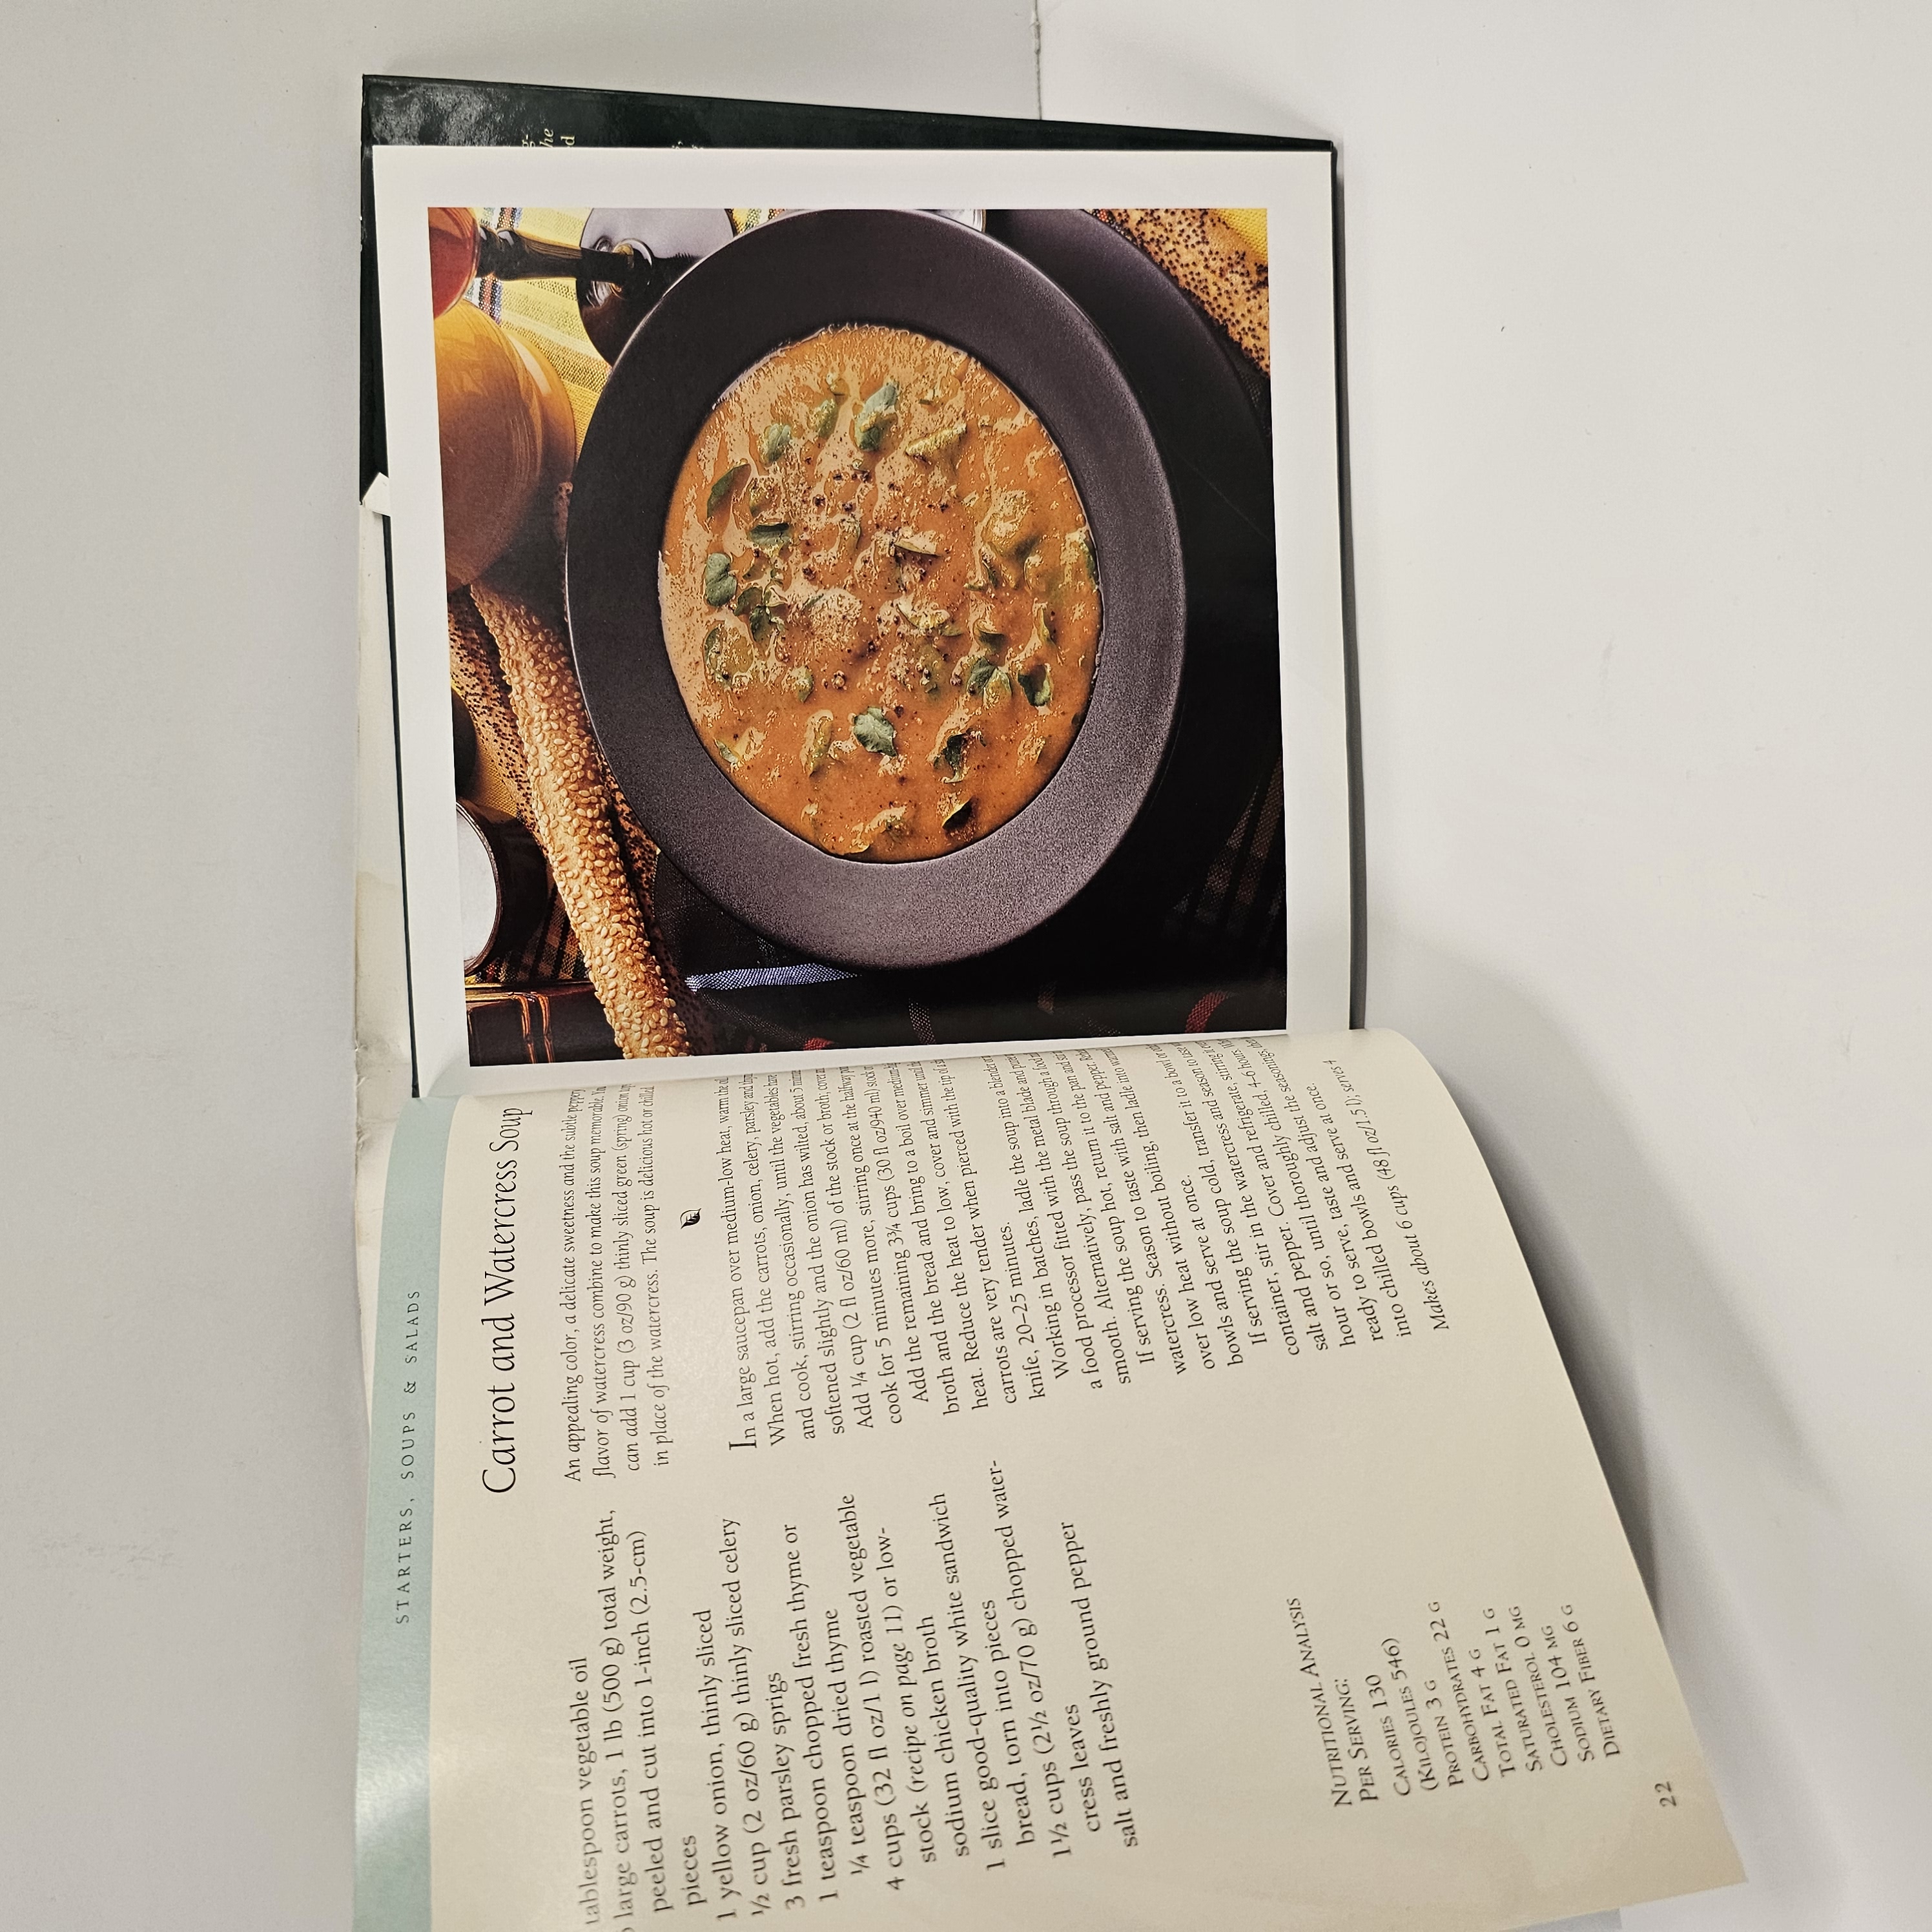 STARTERS, SOUPS & SALADS
Carrot and Watercress Soup
tablespoon vegetable oil
large carrots, 1 lb (500 g) total weight,
peeled and cut into 1-inch (2.5-cm)
pieces
1 yellow onion, thinly sliced
½ cup (2 oz/60 g) thinly sliced celery
3 fresh parsley sprigs
1 teaspoon chopped fresh thyme or
¼ teaspoon dried thyme
4 cups (32 fl oz/1 l) roasted vegetable
stock (recipe on page 11) or low-
sodium chicken broth
1 slice good-quality white sandwich
bread, torn into pieces
1½ cups (2½ oz/70 g) chopped water-
cress leaves
salt and freshly ground pepper
NUTRITIONAL ANALYSIS
PER SERVING:
CALORIES 130
(KILOJOULES 546)
PROTEIN 3 G
CARBOHYDRATES 22 G
TOTAL FAT 4 G
SATURATED FAT 1 G
CHOLESTEROL 0 MG
SODIUM 104 MG
DIETARY FIBER 6 G
22
An appealing color, a delicate sweetness and the subtle peppery
flavor of watercress combine to make this soup memorable.
can add 1 cup (3 oz/90 g) thinly sliced green (spring) onion
in place of the watercress. The soup is delicious hot or chilled.
In a large saucepan over medium-low heat, warm the
When hot, add the carrots, onion, celery, parsley and
and cook, stirring occasionally, until the vegetables have
softened slightly and the onion has wilted, about 5
Add ¼ cup (2 fl oz/60 ml) of the stock or broth, cover
cook for 5 minutes more, stirring once at the halfway
Add the remaining 3¾ cups (30 fl oz/940 ml) stock or
broth and the bread and bring to a boil over
heat. Reduce the heat to low, cover and simmer until
carrots are very tender when pierced with the tip of a
knife, 20–25 minutes.
Working in batches, ladle the soup into a blender or
a food processor fitted with the metal blade and
smooth. Alternatively, pass the soup through a food
If serving the soup hot, return it to the pan and
watercress. Season to taste with salt and pepper.
over low heat without boiling, then ladle into
bowls and serve at once.
If serving the soup cold, transfer it to a bowl or
container, stir in the watercress and season to taste
salt and pepper. Cover and refrigerate, stirring
hour or so, until thoroughly chilled, 4–6 hours.
ready to serve, taste and adjust the seasonings,
into chilled bowls and serve at once.
Makes about 6 cups (48 fl oz/1.5 l); serves 4